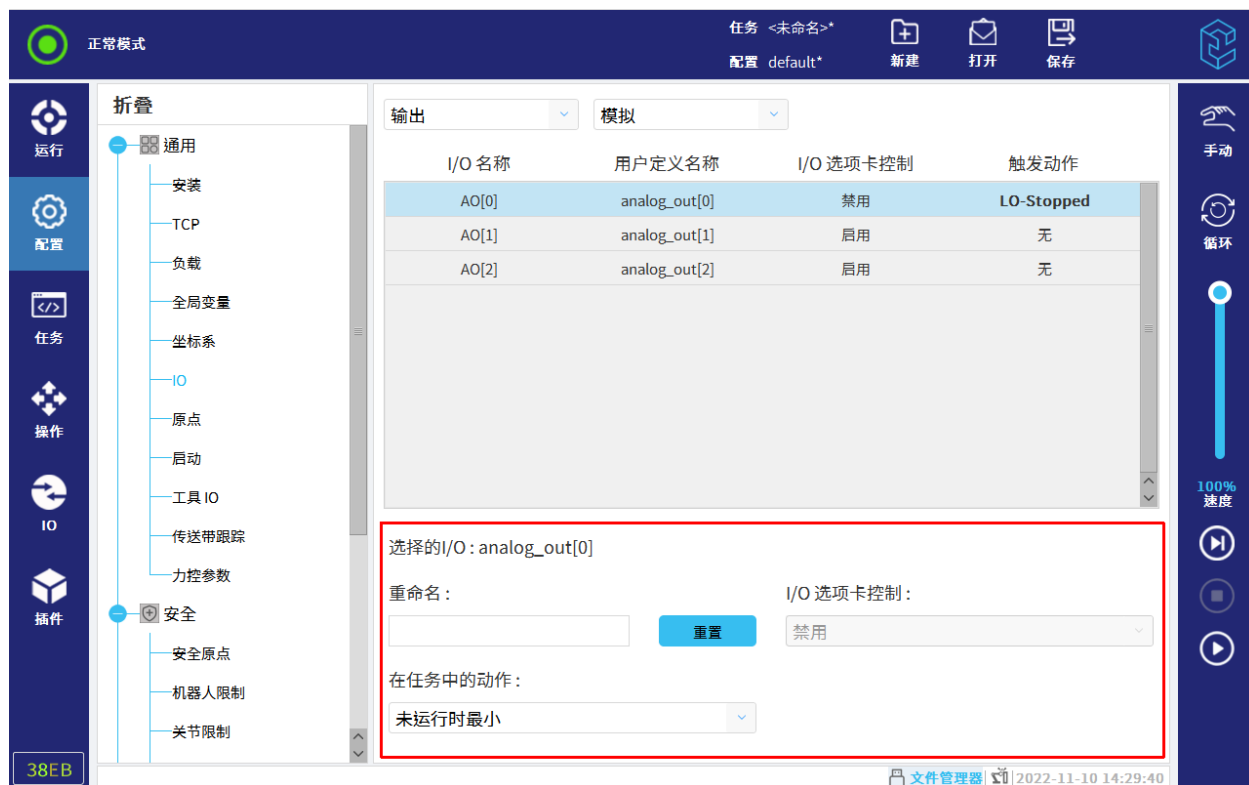 正常模式
任务 <未命名>*
配置 default*
新建
打开
保存
运行
配置
任务
操作
IO
插件
38EB
折叠
通用
安装
TCP
负载
全局变量
坐标系
IO
原点
启动
工具 IO
传送带跟踪
力控参数
安全
安全原点
机器人限制
关节限制
输出 模拟
I/O 名称 用户定义名称 I/O 选项卡控制 触发动作
AO[0] analog_out[0] 禁用 LO-Stopped
AO[1] analog_out[1] 启用 无
AO[2] analog_out[2] 启用 无
选择的I/O : analog_out[0]
重命名 : I/O 选项卡控制 :
重置 禁用
在任务中的动作 :
未运行时最小
手动
循环
100%
速度
文件管理器 2022-11-10 14:29:40